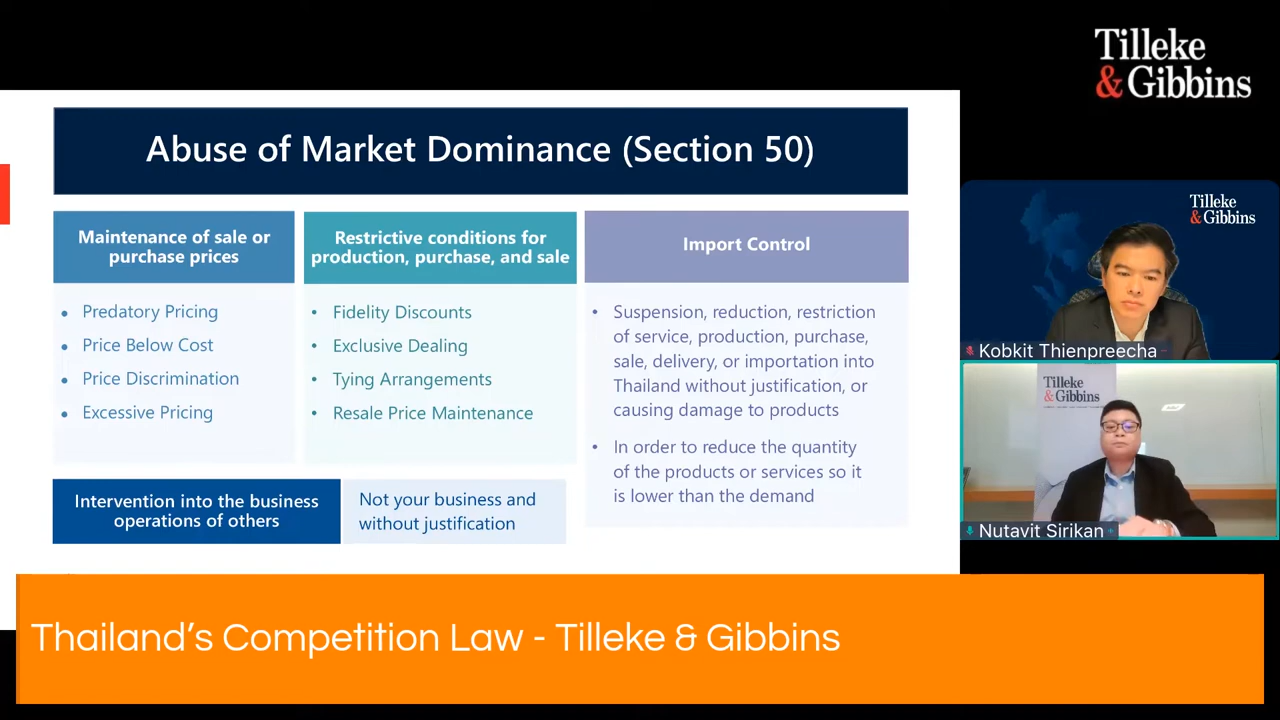 Tilleke
& Gibbins
Abuse of Market Dominance (Section 50)
Maintenance of sale or
purchase prices
• Predatory Pricing
• Price Below Cost
• Price Discrimination
• Excessive Pricing
Restrictive conditions for
production, purchase, and sale
• Fidelity Discounts
• Exclusive Dealing
• Tying Arrangements
• Resale Price Maintenance
Import Control
• Suspension, reduction, restriction
of service, production, purchase,
sale, delivery, or importation into
Thailand without justification, or
causing damage to products
• In order to reduce the quantity
of the products or services so it
is lower than the demand
Intervention into the business
operations of others
Not your business and
without justification
Tilleke
& Gibbins
Kobkit Thienpreecha
Tilleke
& Gibbins
Nutavit Sirikan
Thailand’s Competition Law - Tilleke & Gibbins